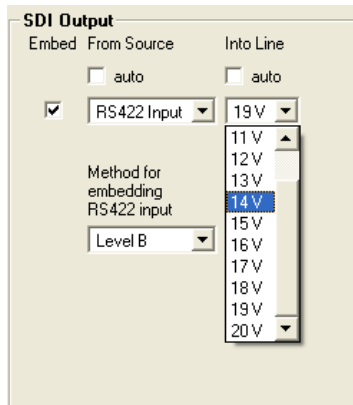 SDI Output
Embed From Source Into Line
auto auto
RS422 Input 19 V
Method for
embedding
RS422 input
Level B
11 V
12 V
13 V
14 V
15 V
16 V
17 V
18 V
19 V
20 V